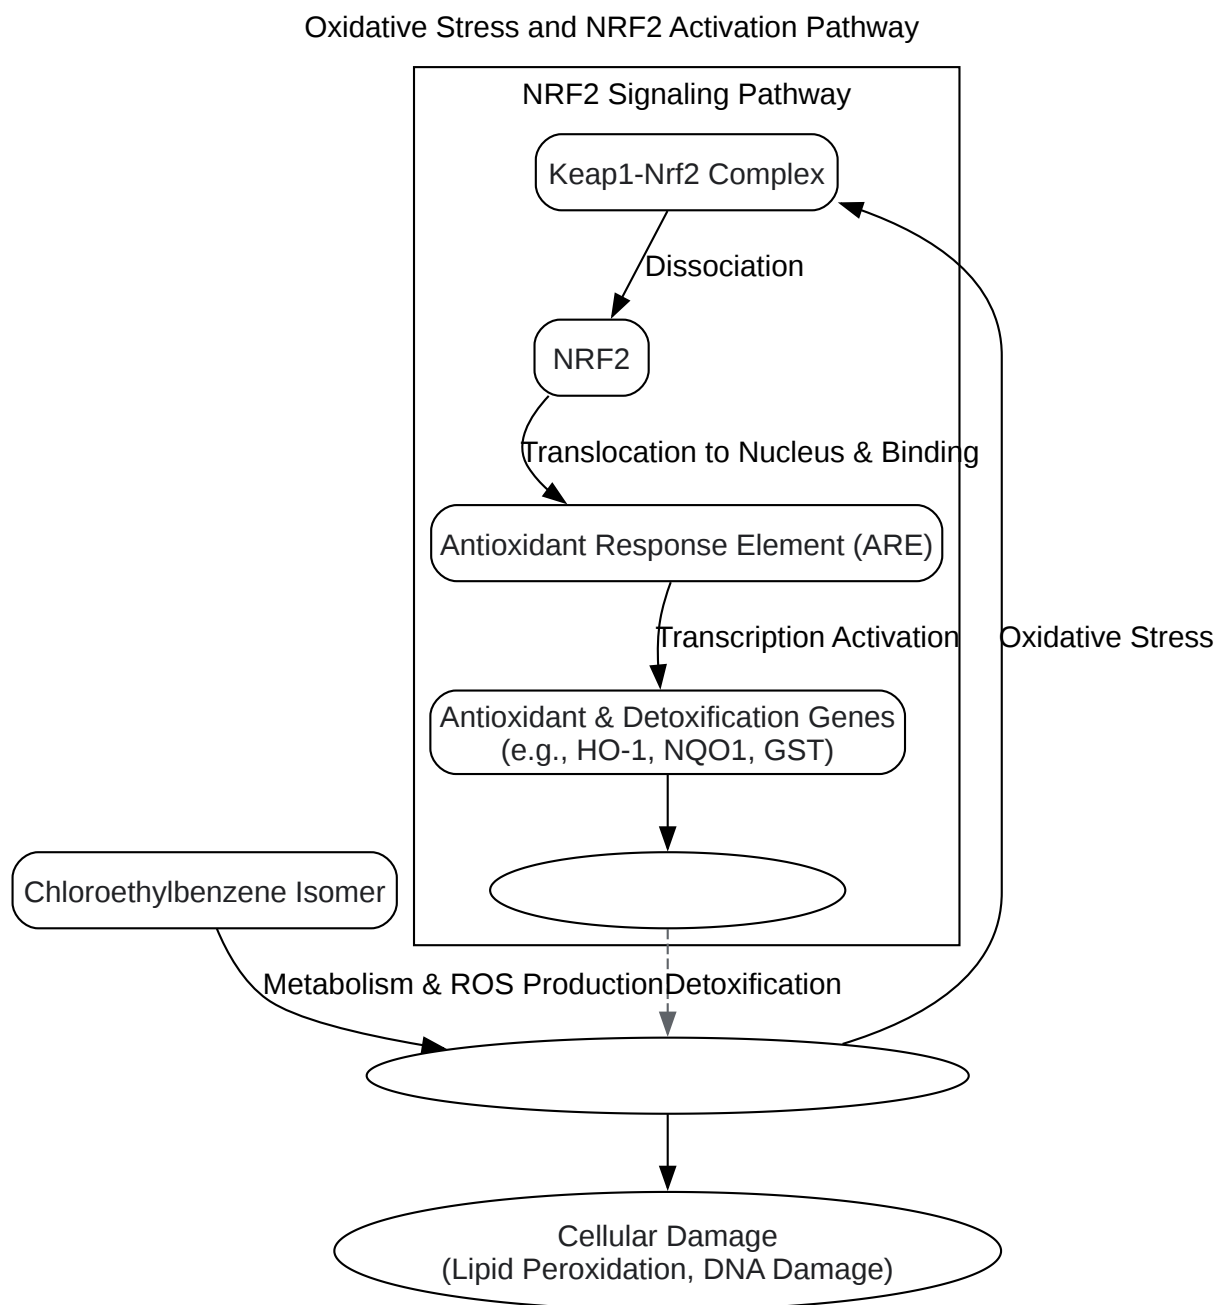 Oxidative Stress and NRF2 Activation Pathway
NRF2 Signaling Pathway
Keap1-Nrf2 Complex
Dissociation
NRF2
Translocation to Nucleus & Binding
Antioxidant Response Element (ARE)
Transcription Activation
Oxidative Stress
Antioxidant & Detoxification Genes
(e.g., HO-1, NQO1, GST)
Chloroethylbenzene Isomer
Metabolism & ROS Production
Detoxification
Cellular Damage
(Lipid Peroxidation, DNA Damage)